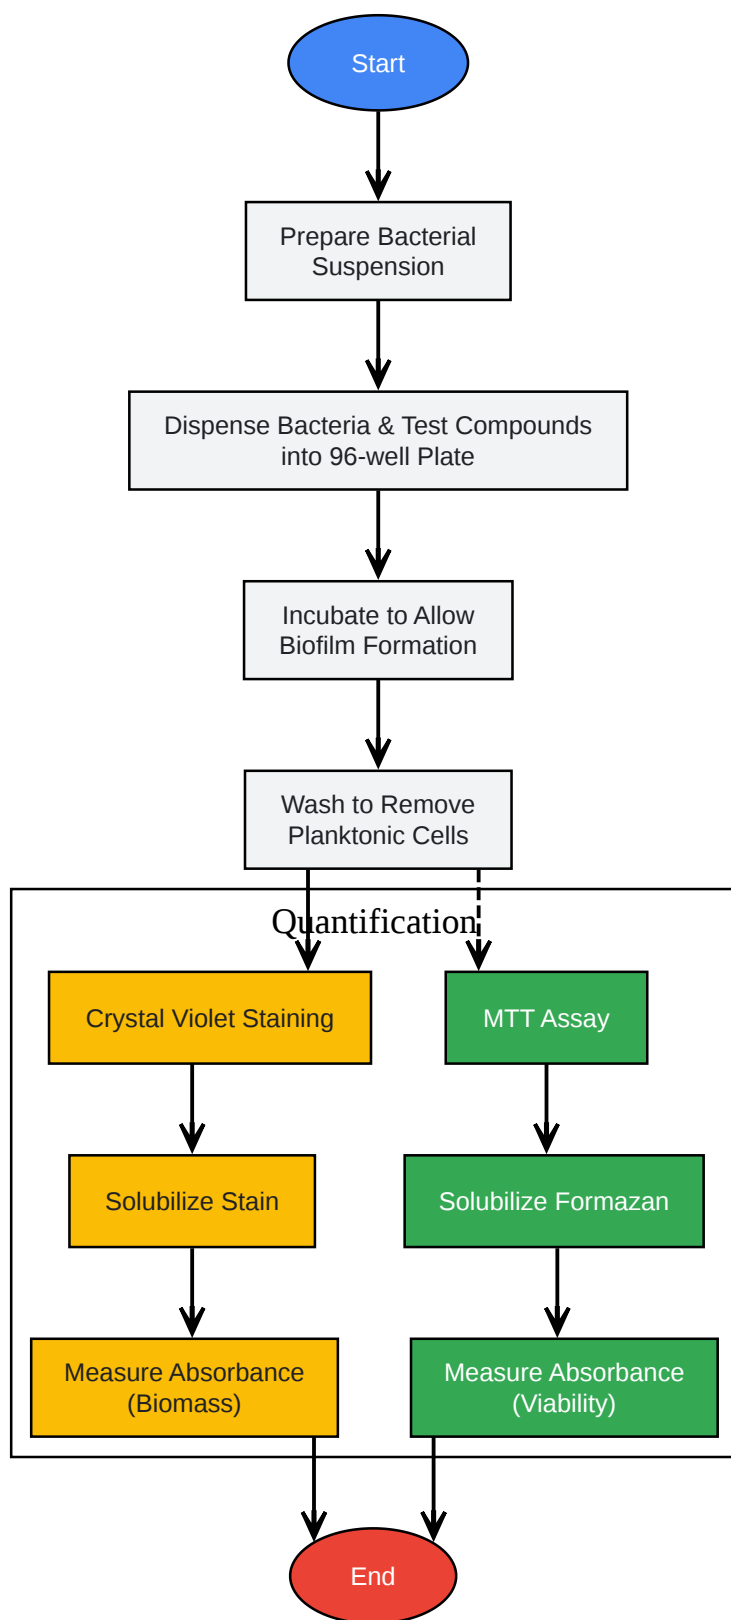 Start
Prepare Bacterial
Suspension
Dispense Bacteria & Test Compounds
into 96-well Plate
Incubate to Allow
Biofilm Formation
Wash to Remove
Planktonic Cells
Quantification
Crystal Violet Staining
MTT Assay
Solubilize Stain
Solubilize Formazan
Measure Absorbance
(Biomass)
Measure Absorbance
(Viability)
End